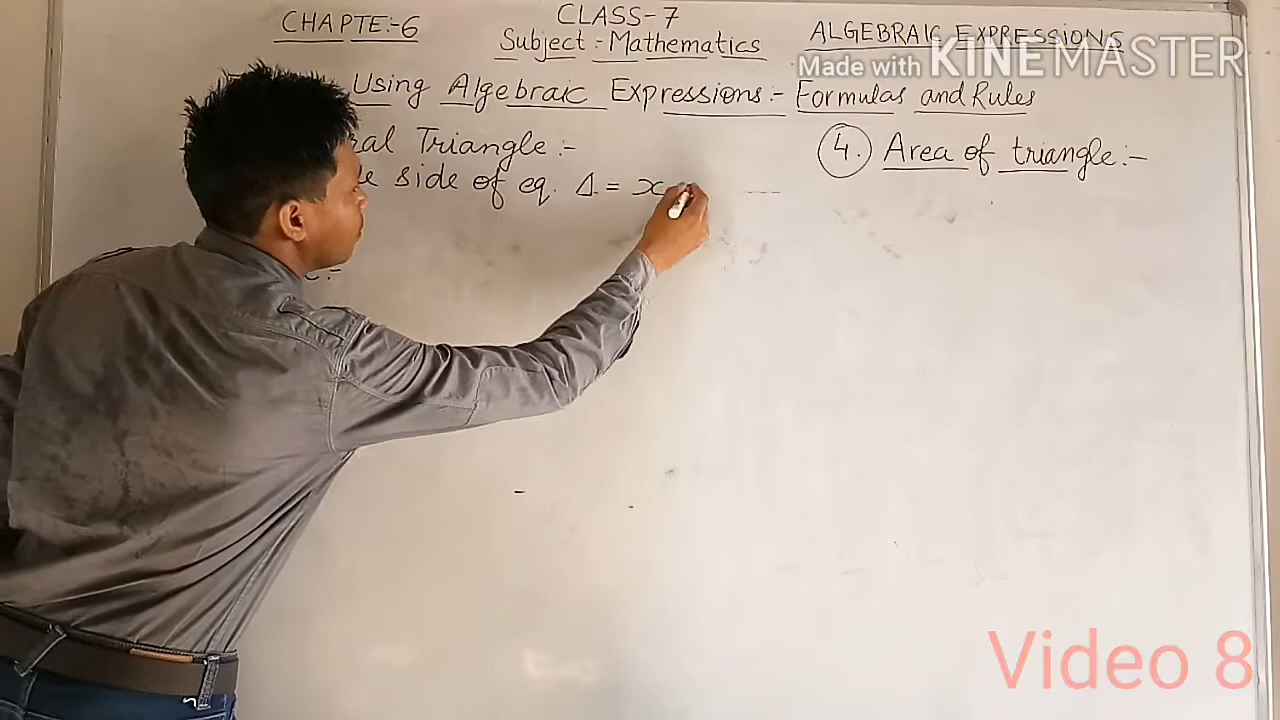 CHAPTE:-6
CLASS-7
Subject:-Mathematics
ALGEBRAIC EXPRESSIONS
Made with KINEMASTER
Using Algebraic Expressions:- Formulas and Rules
Triangle:-
side of eq. Δ = x
4. Area of triangle:-
Video 8